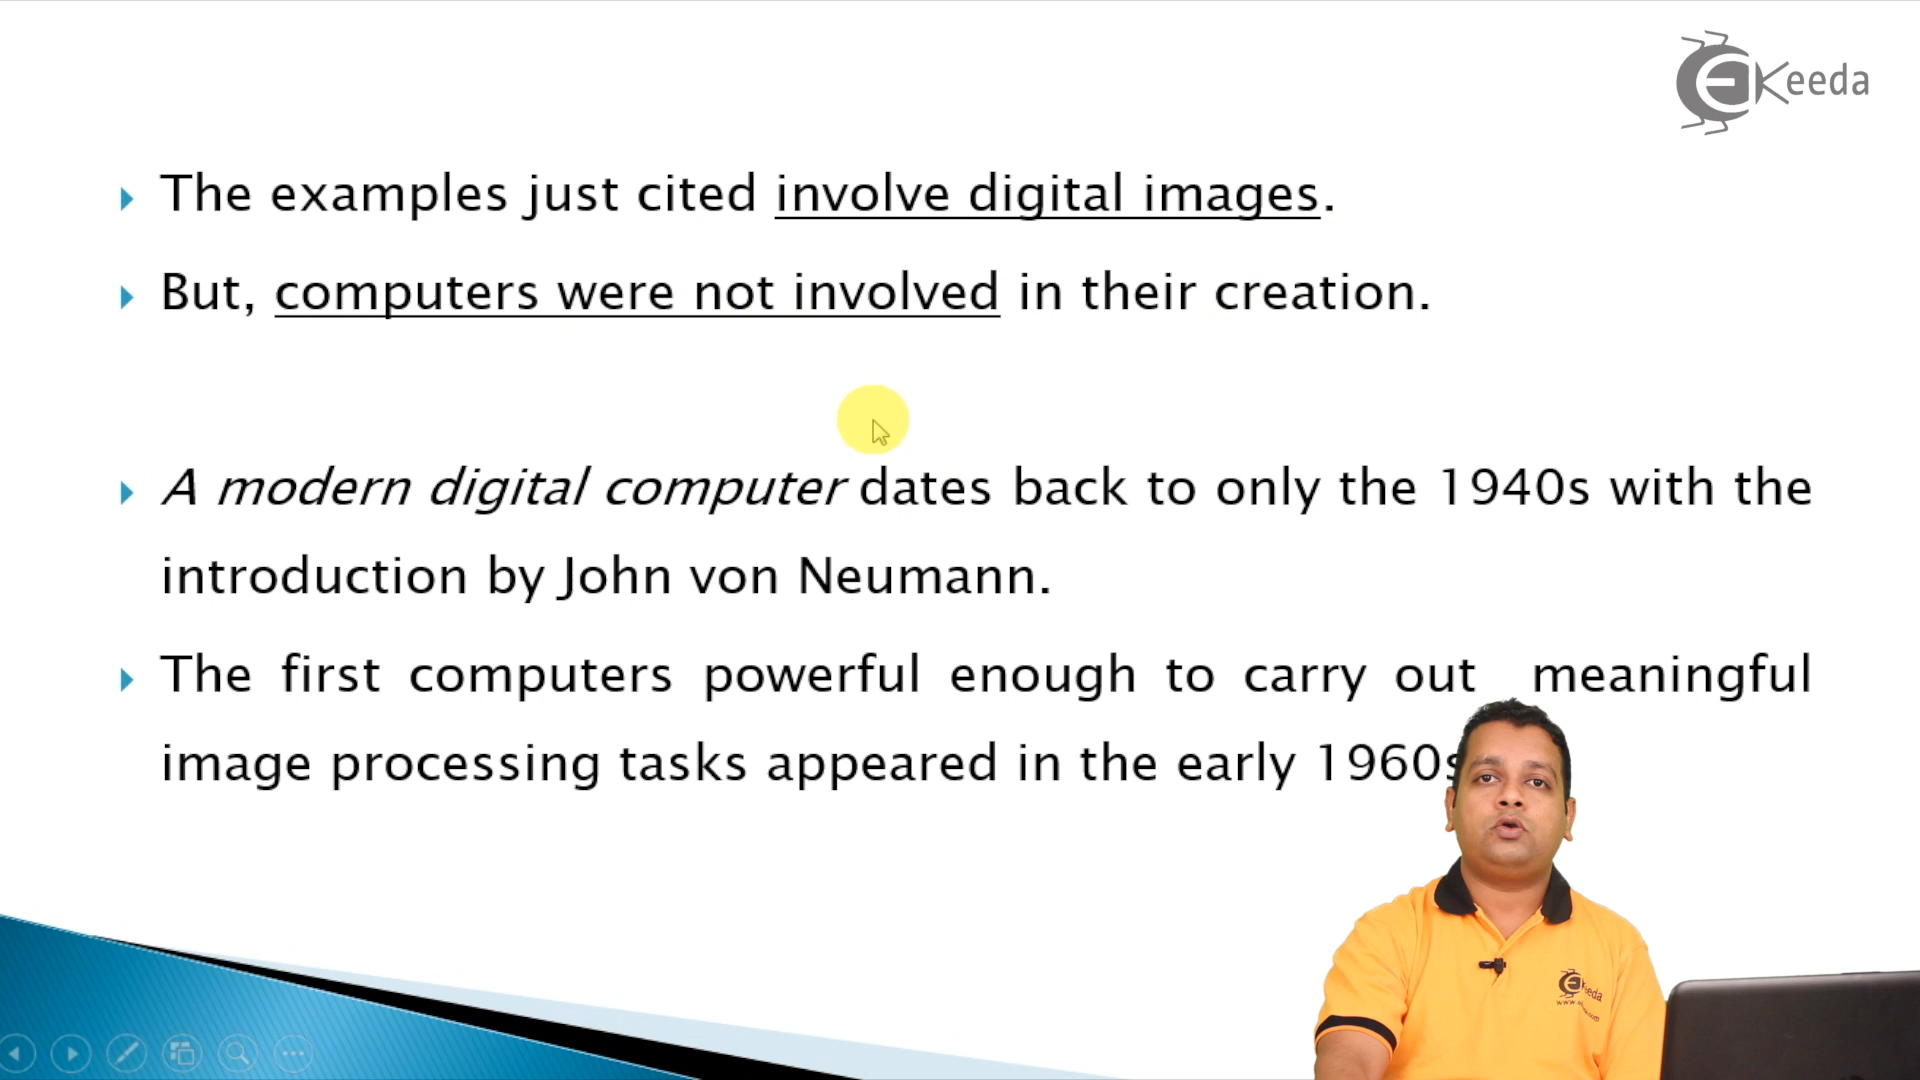 Keeda
The examples just cited involve digital images.
But, computers were not involved in their creation.
A modern digital computer dates back to only the 1940s with the
introduction by John von Neumann.
The first computers powerful enough to carry out meaningful
image processing tasks appeared in the early 1960s